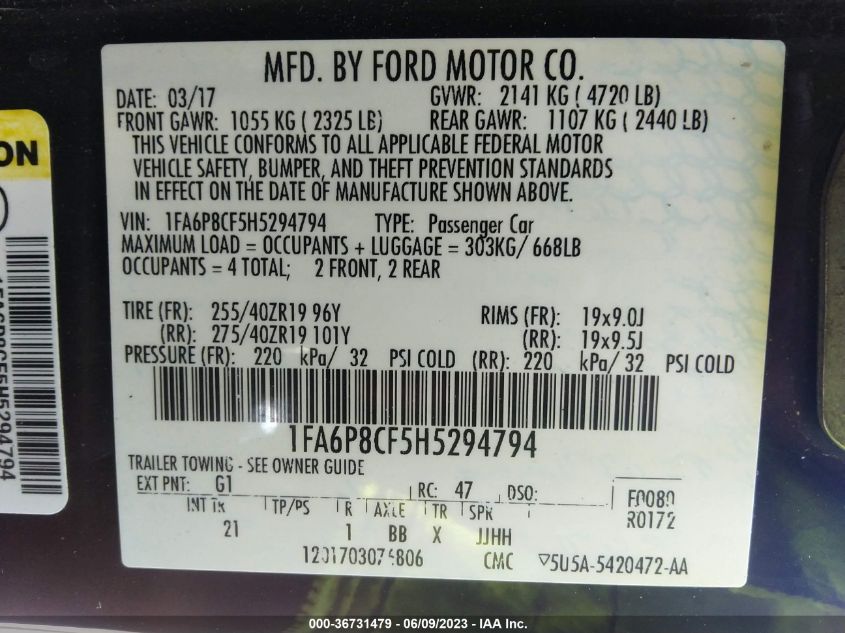 MFD. BY FORD MOTOR CO.
DATE: 03/17 GVWR: 2141 KG ( 4720 LB)
FRONT GAWR: 1055 KG ( 2325 LB) REAR GAWR: 1107 KG ( 2440 LB)
THIS VEHICLE CONFORMS TO ALL APPLICABLE FEDERAL MOTOR
VEHICLE SAFETY, BUMPER, AND THEFT PREVENTION STANDARDS
IN EFFECT ON THE DATE OF MANUFACTURE SHOWN ABOVE.
VIN: 1FA6P8CF5H5294794 TYPE: Passenger Car
MAXIMUM LOAD = OCCUPANTS + LUGGAGE = 303KG/ 668LB
OCCUPANTS = 4 TOTAL; 2 FRONT, 2 REAR
TIRE (FR): 255/40ZR19 96Y RIMS (FR): 19x9.0J
(RR): 275/40ZR19 101Y (RR): 19x9.5J
PRESSURE (FR): 220 kPa/ 32 PSI COLD (RR): 220 kPa/ 32 PSI COLD
1FA6P8CF5H5294794
TRAILER TOWING - SEE OWNER GUIDE
EXT PNT: G1 RC: 47 DSO: F0080
INT TR TP/PS R AXLE TR SPR R0172
21 1 BB X JJHH
CMC ▽5U5A-5420472-AA
ON
1FA6P8CF5H5294794
000-36731479 - 06/09/2023 - IAA Inc.